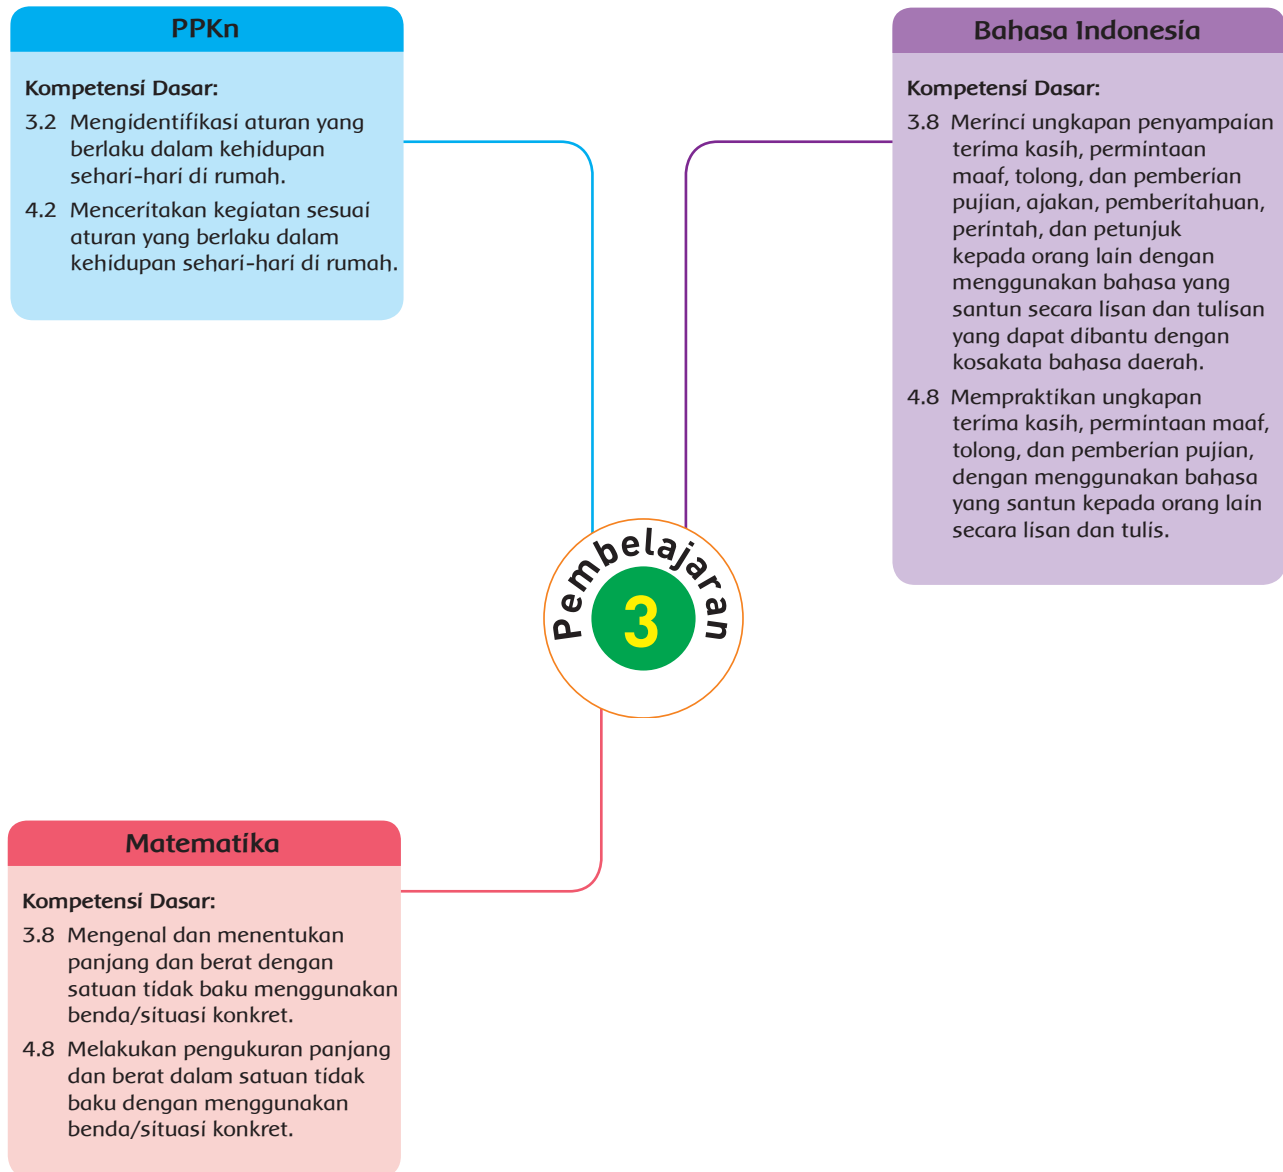 PPKn
Kompetensi Dasar:
3.2 Mengidentifikasi aturan yang
berlaku dalam kehidupan
sehari-hari di rumah.
4.2 Menceritakan kegiatan sesuai
aturan yang berlaku dalam
kehidupan sehari-hari di rumah.
Bahasa Indonesia
Kompetensi Dasar:
3.8 Merinci ungkapan penyampaian
terima kasih, permintaan
maaf, tolong, dan pemberian
pujian, ajakan, pemberitahuan,
perintah, dan petunjuk
kepada orang lain dengan
menggunakan bahasa yang
santun secara lisan dan tulisan
yang dapat dibantu dengan
kosakata bahasa daerah.
4.8 Mempraktikan ungkapan
terima kasih, permintaan maaf,
tolong, dan pemberian pujian,
dengan menggunakan bahasa
yang santun kepada orang lain
secara lisan dan tulis.
Pembelajaran
3
Matematika
Kompetensi Dasar:
3.8 Mengenal dan menentukan
panjang dan berat dengan
satuan tidak baku menggunakan
benda/situasi konkret.
4.8 Melakukan pengukuran panjang
dan berat dalam satuan tidak
baku dengan menggunakan
benda/situasi konkret.